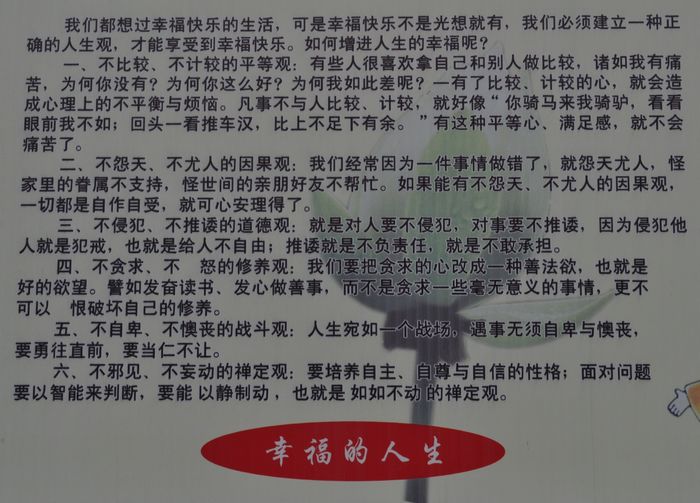 我们都想过幸福快乐的生活，可是幸福快乐不是光想就有，我们必须建立一种正
确的人生观，才能享受到幸福快乐。如何增进人生的幸福呢？
一、不比较、不计较的平等观：有些人很喜欢拿自己和别人做比较，诸如我有痛
苦，为何你没有？为何你这么好？为何我如此差呢？一有了比较、计较的心，就会造
成心理上的不平衡与烦恼。凡事不与人比较、计较，就好像“你骑马来我骑驴，看看
眼前我不如；回头一看推车汉，比上不足下有余。”有这种平等心、满足感，就不会
痛苦了。
二、不怨天、不尤人的因果观：我们经常因为一件事情做错了，就怨天尤人，怪
家里的眷属不支持，怪世间的亲朋好友不帮忙。如果能有不怨天、不尤人的因果观，
一切都是自作自受，就可心安理得了。
三、不侵犯、不推诿的道德观：就是对人要不侵犯，对事要不推诿，因为侵犯他
人就是犯戒，也就是给人不自由；推诿就是不负责任，就是不敢承担。
四、不贪求、不 怒的修养观：我们要把贪求的心改成一种善法欲，也就是
好的欲望。譬如发奋读书、发心做善事，而不是贪求一些毫无意义的事情，更不
可以 恨破坏自己的修养。
五、不自卑、不懊丧的战斗观：人生宛如一个战场，遇事无须自卑与懊丧，
要勇往直前，要当仁不让。
六、不邪见、不妄动的禅定观：要培养自主、自尊与自信的性格；面对问题
要以智能来判断，要能 以静制动 ，也就是 如如不动 的禅定观。
幸福的人生